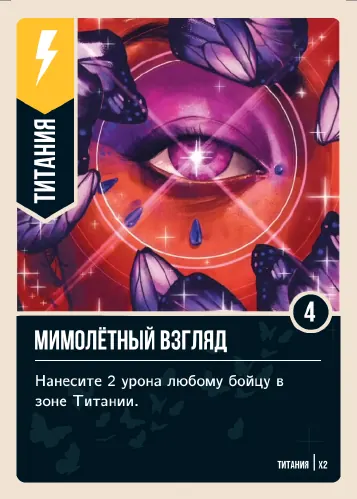 ТИТАНИЯ
4
МИМОЛЁТНЫЙ ВЗГЛЯД
Нанесите 2 урона любому бойцу в
зоне Титании.
ТИТАНИЯ | X2